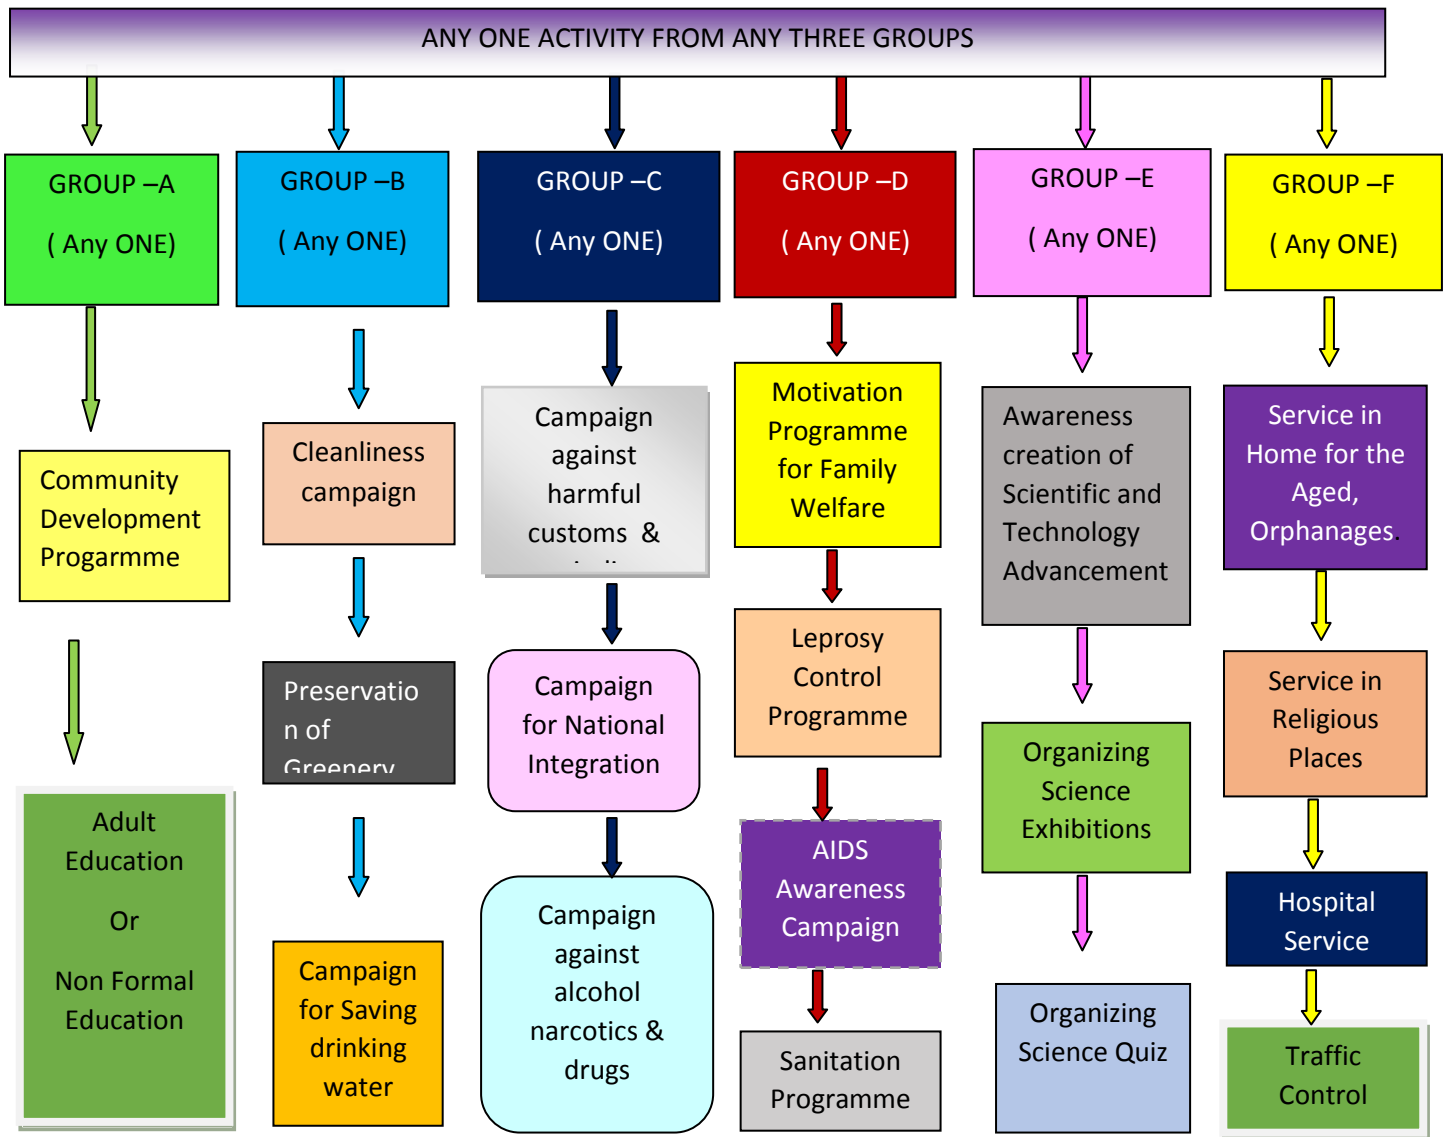 ANY ONE ACTIVITY FROM ANY THREE GROUPS
GROUP –A
( Any ONE)
Community
Development
Progarmme
Adult
Education
Or
Non Formal
Education
GROUP –B
( Any ONE)
Cleanliness
campaign
Preservatio
n of
Greenery
Campaign
for Saving
drinking
water
GROUP –C
( Any ONE)
Campaign
against
harmful
customs &
Campaign
for National
Integration
Campaign
against
alcohol
narcotics &
drugs
GROUP –D
( Any ONE)
Motivation
Programme
for Family
Welfare
Leprosy
Control
Programme
AIDS
Awareness
Campaign
Sanitation
Programme
GROUP –E
( Any ONE)
Awareness
creation of
Scientific and
Technology
Advancement
Organizing
Science
Exhibitions
Organizing
Science Quiz
GROUP –F
( Any ONE)
Service in
Home for the
Aged,
Orphanages.
Service in
Religious
Places
Hospital
Service
Traffic
Control